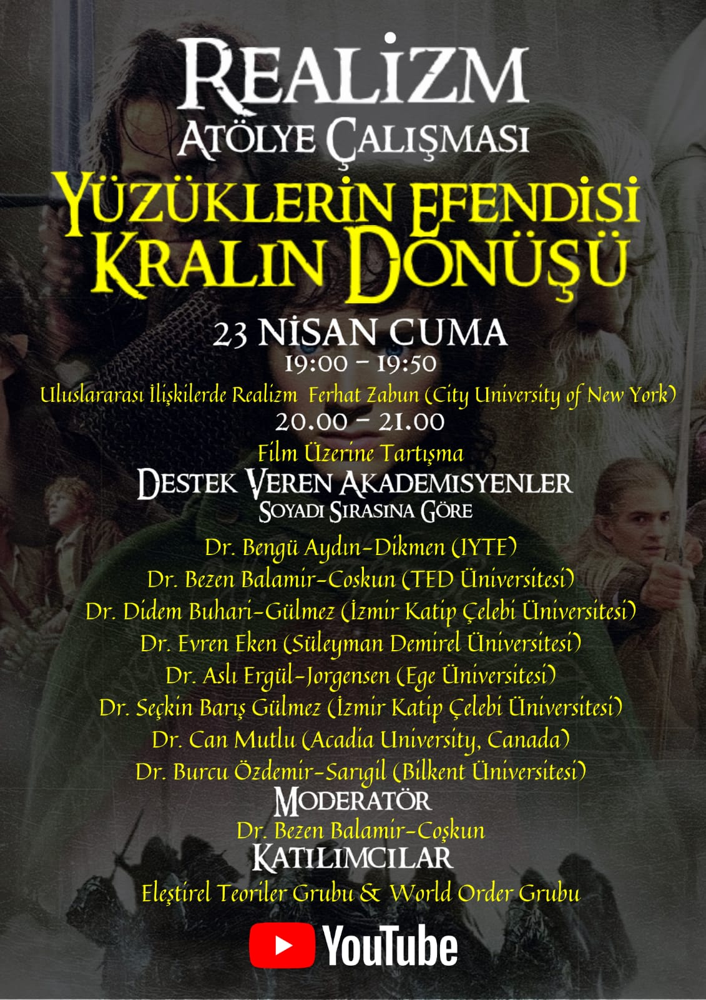 REALİZM
ATÖLYE ÇALIŞMASI
YÜZÜKLERİN EFENDİSİ
KRALIN DÖNÜŞÜ
23 NİSAN CUMA
19:00 – 19:50
Uluslararası İlişkilerde Realizm Ferhat Zabun (City University of New York)
20.00 – 21.00
Film Üzerine Tartışma
DESTEK VEREN AKADEMISYENLER
SOYADI SIRASINA GÖRE
Dr. Bengü Aydın-Dikmen (IYTE)
Dr. Bezen Balamir-Coskun (TED Üniversitesi)
Dr. Didem Buhari-Gülmez (İzmir Katip Çelebi Üniversitesi)
Dr. Evren Eken (Süleyman Demirel Üniversitesi)
Dr. Aslı Ergül-Jorgensen (Ege Üniversitesi)
Dr. Seçkin Barış Gülmez (İzmir Katip Çelebi Üniversitesi)
Dr. Can Mutlu (Acadia University, Canada)
Dr. Burcu Özdemir-Sarıgil (Bilkent Üniversitesi)
MODERATÖR
Dr. Bezen Balamir-Coşkun
KATILIMCILAR
Eleştirel Teoriler Grubu & World Order Grubu
YouTube